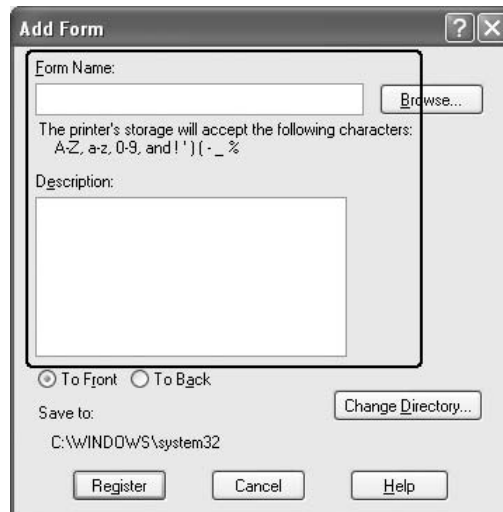 Add Form
Form Name:
Browse...
The printer's storage will accept the following characters:
A-Z, a-z, 0-9, and ! ' ) ( - _ %
Description:
To Front To Back
Change Directory...
Save to:
C:\WINDOWS\system32
Register Cancel Help